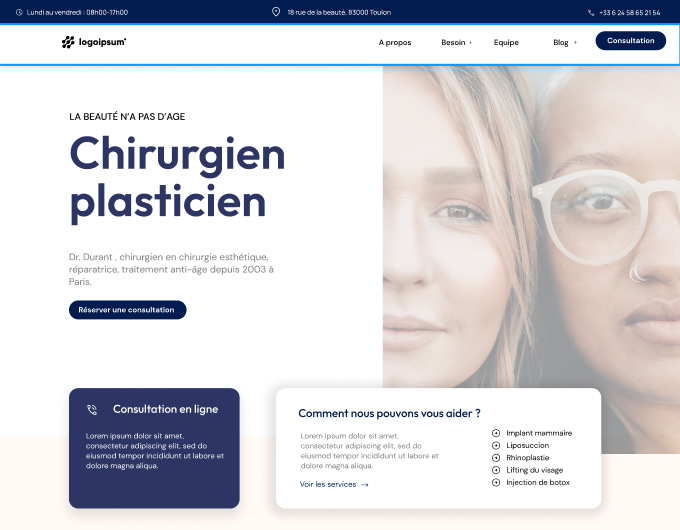 Lundi au vendredi : 08h00-17h00
18 rue de la beauté, 83000 Toulon
+33 6 24 58 65 21 54
logoipsum
A propos
Besoin +
Equipe
Blog +
Consultation
LA BEAUTÉ N'A PAS D'AGE
Chirurgien
plasticien
Dr. Durant , chirurgien en chirurgie esthétique,
réparatrice, traitement anti-âge depuis 2003 à
Paris.
Réserver une consultation
Consultation en ligne
Lorem ipsum dolor sit amet,
consectetur adipiscing elit, sed do
eiusmod tempor incididunt ut labore et
dolore magna aliqua.
Comment nous pouvons vous aider ?
Lorem ipsum dolor sit amet,
consectetur adipiscing elit, sed do
eiusmod tempor incididunt ut labore et
dolore magna aliqua.
Voir les services →
Implant mammaire
Liposuccion
Rhinoplastie
Lifting du visage
Injection de botox